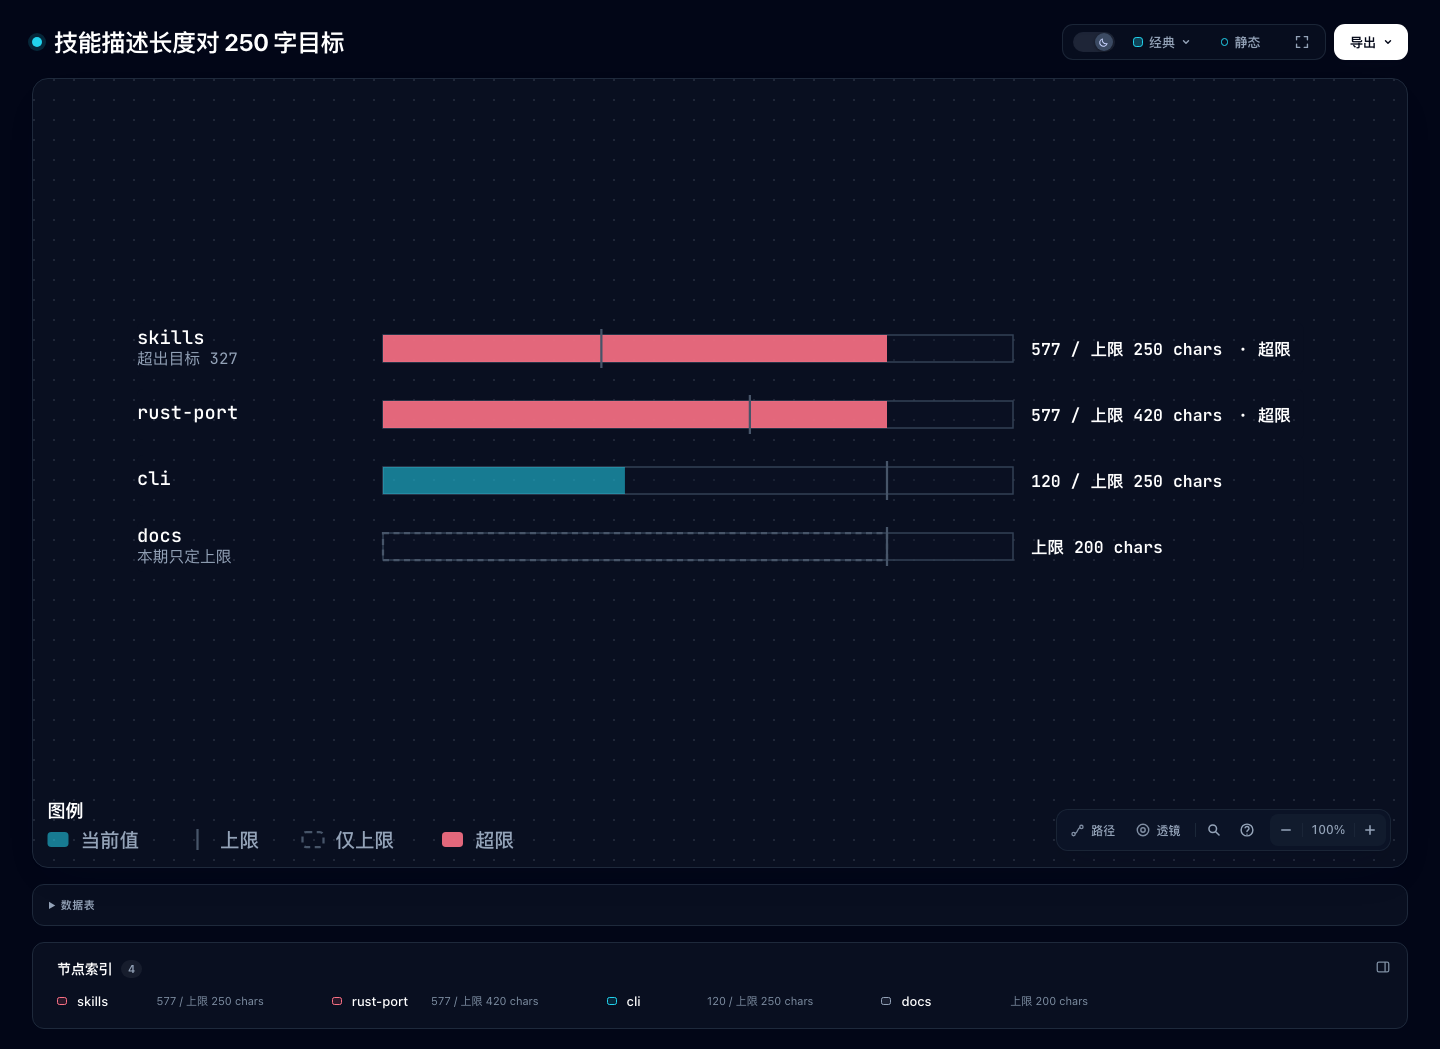 技能描述长度对 250 字目标
经典
静态
导出
skills
超出目标 327
577 / 上限 250 chars · 超限
rust-port
577 / 上限 420 chars · 超限
cli
120 / 上限 250 chars
docs
本期只定上限
上限 200 chars
图例
当前值
上限
仅上限
超限
路径
透镜
100%
数据表
节点索引 4
skills 577 / 上限 250 chars
rust-port 577 / 上限 420 chars
cli 120 / 上限 250 chars
docs 上限 200 chars